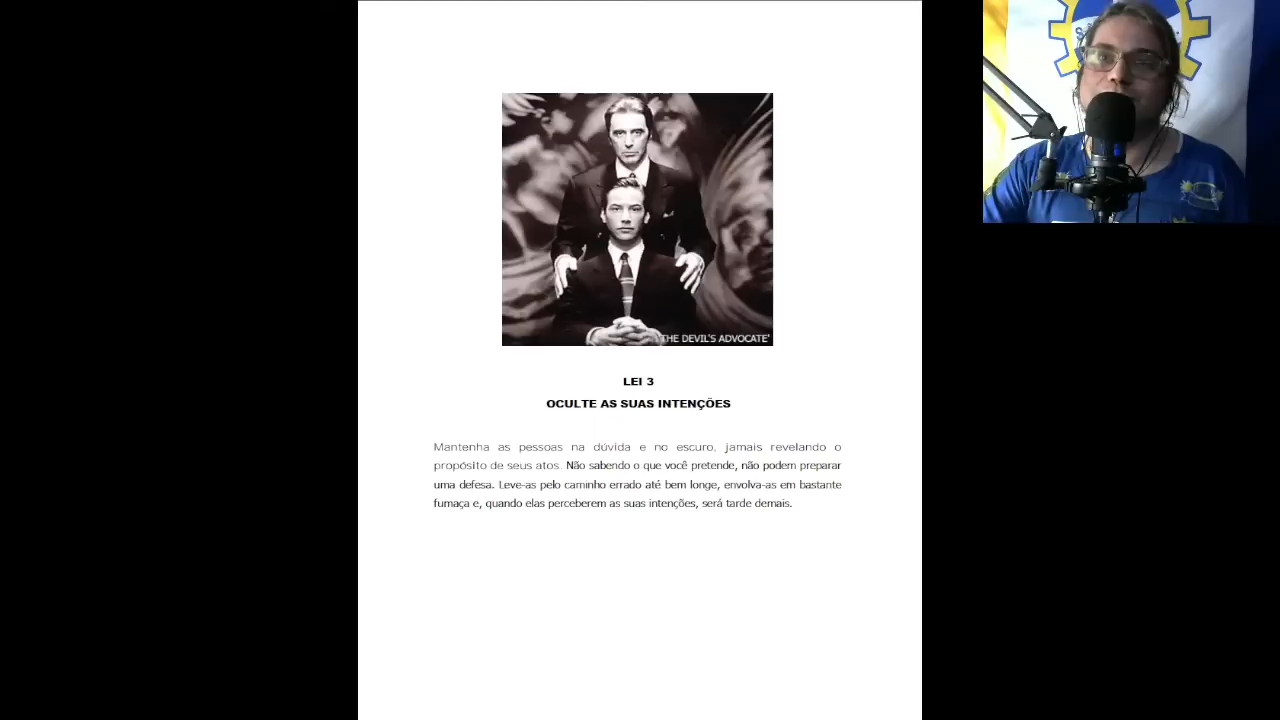 'THE DEVIL'S ADVOCATE'
LEI 3
OCULTE AS SUAS INTENÇÕES
Mantenha as pessoas na dúvida e no escuro, jamais revelando o
propósito de seus atos. Não sabendo o que você pretende, não podem preparar
uma defesa. Leve-as pelo caminho errado até bem longe, envolva-as em bastante
fumaça e, quando elas perceberem as suas intenções, será tarde demais.